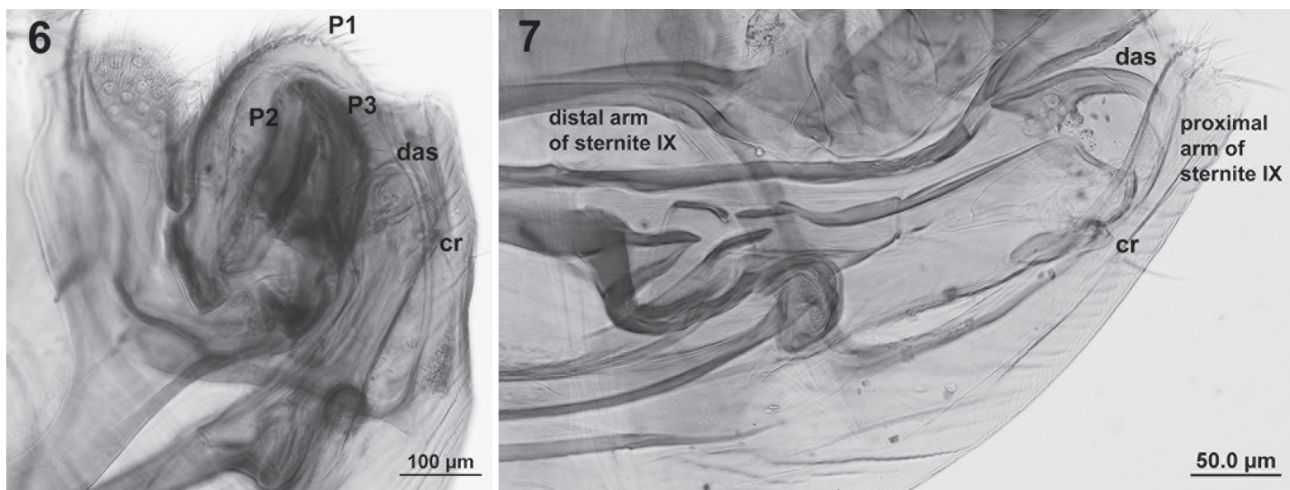 6
P1
P2
P3
das
cr
100 µm
7
das
distal arm
of sternite IX
proximal
arm of
sternite IX
cr
50.0 µm